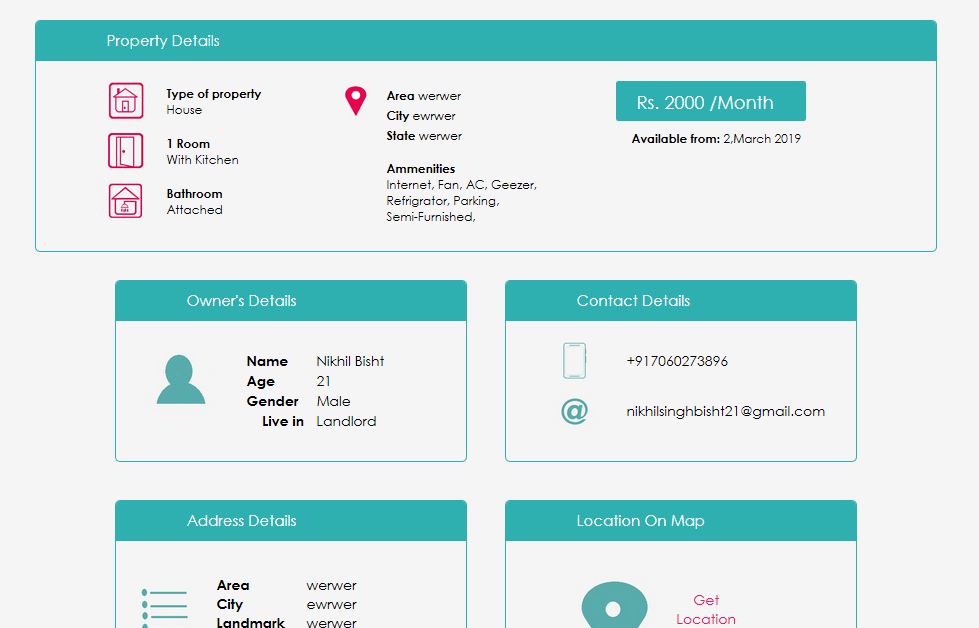 Property Details
Type of property
House
1 Room
With Kitchen
Bathroom
Attached
Area werwer
City ewrwer
State werwer
Ammenities
Internet, Fan, AC, Geezer,
Refrigrator, Parking,
Semi-Furnished,
Rs. 2000 /Month
Available from: 2,March 2019
Owner's Details
Name Nikhil Bisht
Age 21
Gender Male
Live in Landlord
Contact Details
+917060273896
@
nikhilsinghbisht21@gmail.com
Address Details
Area werwer
City ewrwer
Landmark werwer
Location On Map
Get
Location